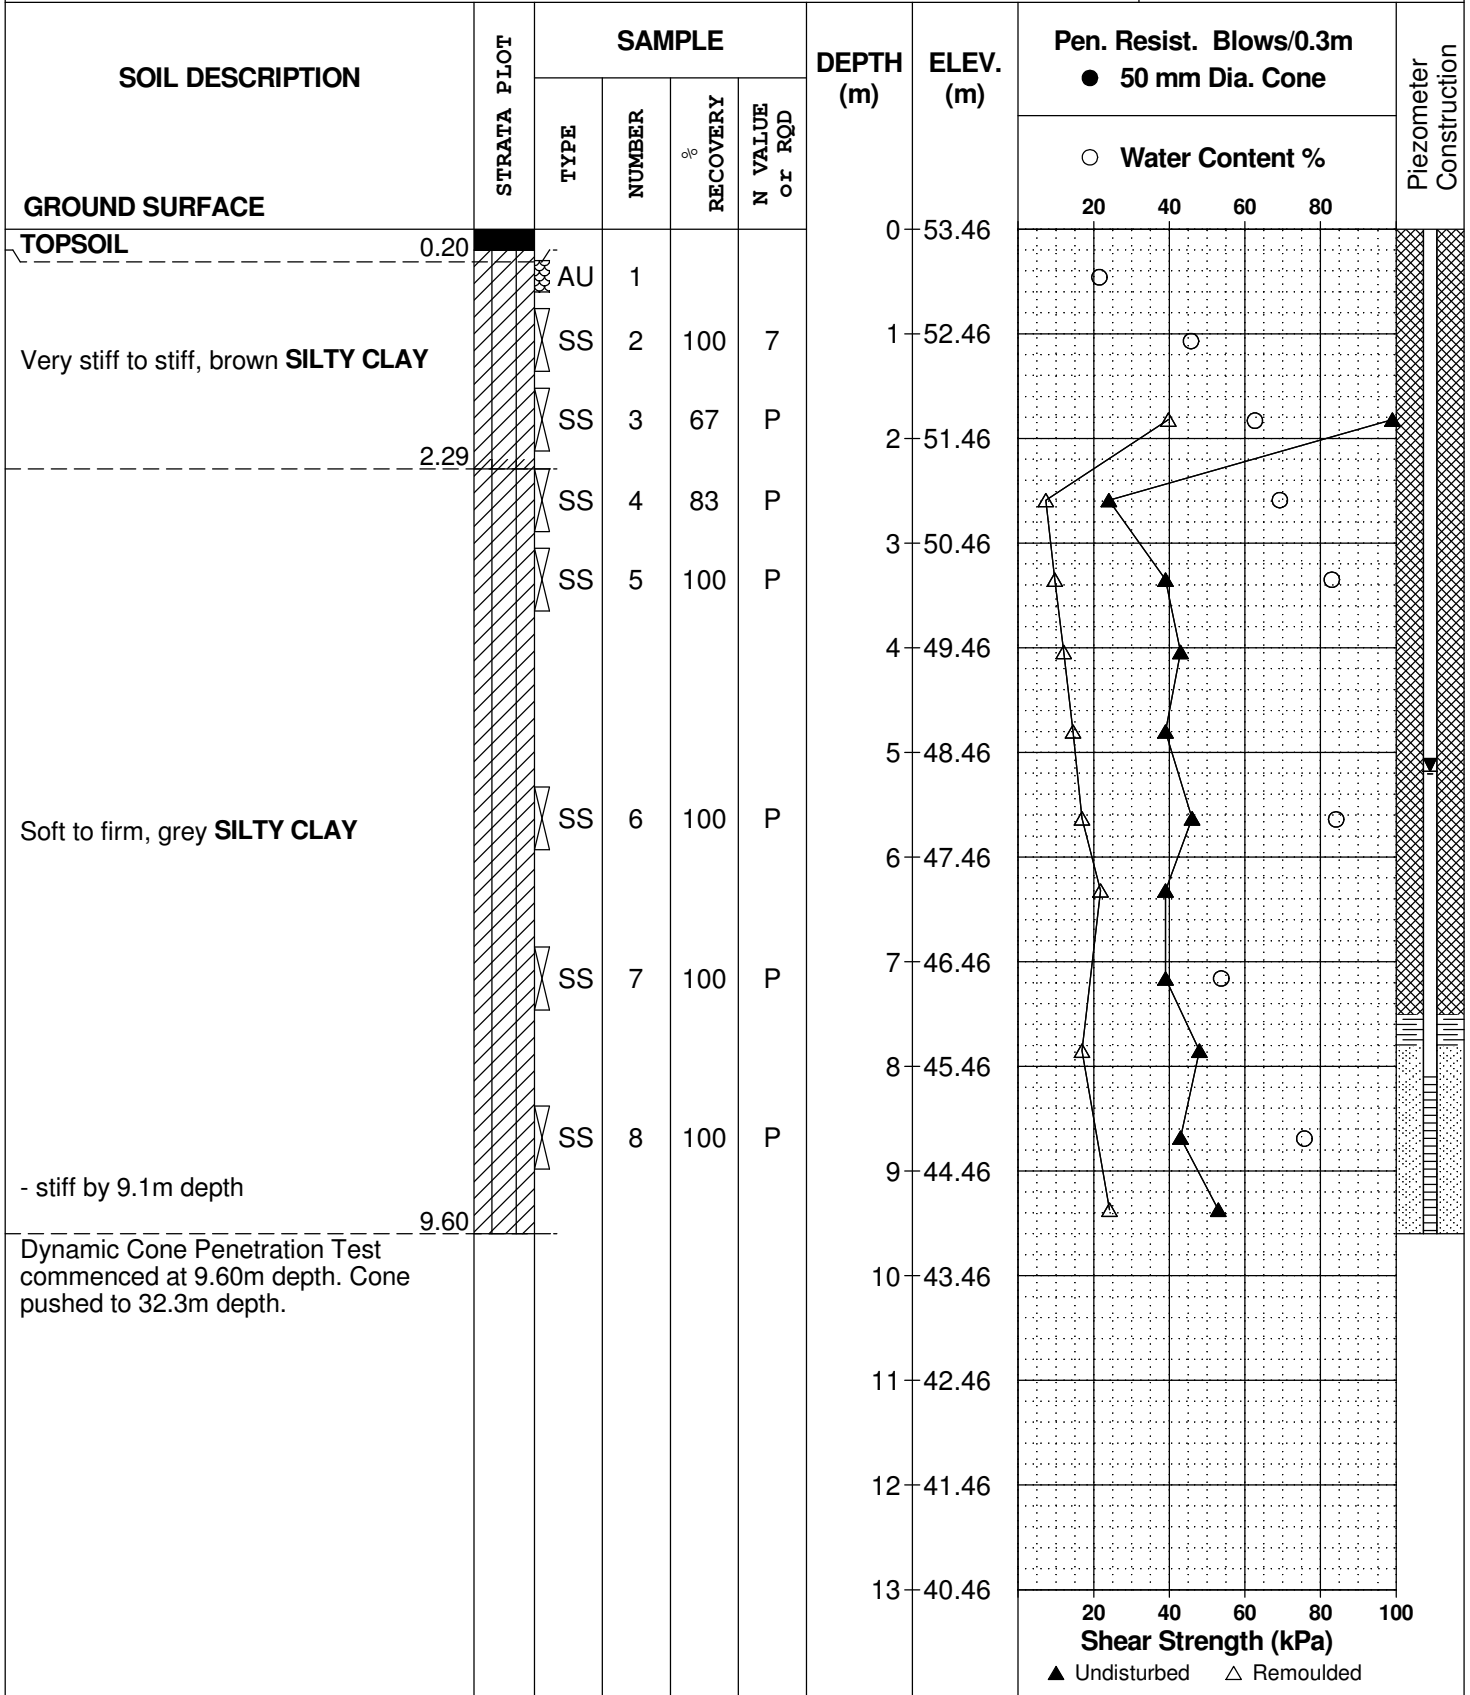 SOIL DESCRIPTION
GROUND SURFACE
STRATA PLOT
SAMPLE
TYPE
NUMBER
%
RECOVERY
N VALUE
or RQD
DEPTH
(m)
ELEV.
(m)
Pen. Resist. Blows/0.3m
● 50 mm Dia. Cone
○ Water Content %
20 40 60 80
Piezometer
Construction
TOPSOIL 0.20
Very stiff to stiff, brown SILTY CLAY
2.29
Soft to firm, grey SILTY CLAY
- stiff by 9.1m depth
9.60
Dynamic Cone Penetration Test
commenced at 9.60m depth. Cone
pushed to 32.3m depth.
AU 1
SS 2 100 7
SS 3 67 P
SS 4 83 P
SS 5 100 P
SS 6 100 P
SS 7 100 P
SS 8 100 P
0 53.46
1 52.46
2 51.46
3 50.46
4 49.46
5 48.46
6 47.46
7 46.46
8 45.46
9 44.46
10 43.46
11 42.46
12 41.46
13 40.46
20 40 60 80 100
Shear Strength (kPa)
▲ Undisturbed △ Remoulded